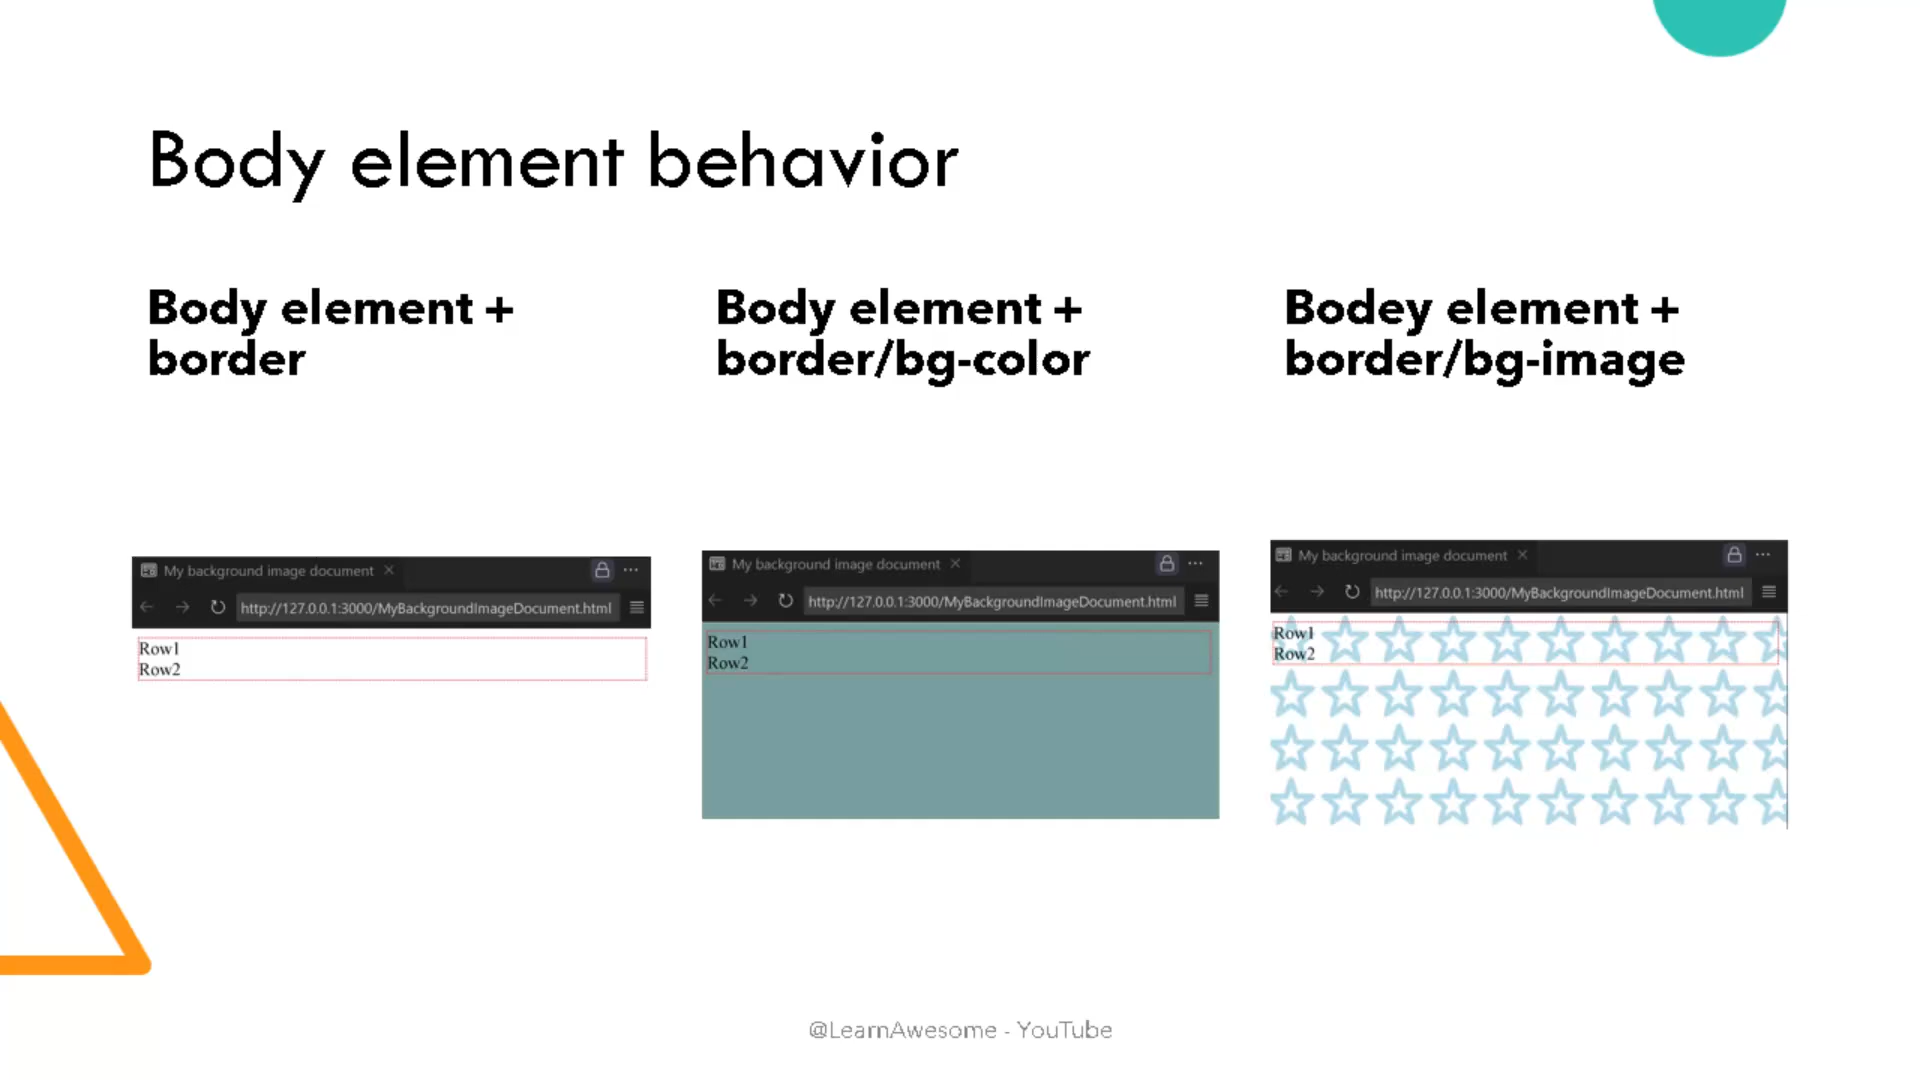 Body element behavior
Body element +
border
Body element +
border/bg-color
Bodey element +
border/bg-image
My background image document
http://127.0.0.1:3000/MyBackgroundImageDocument.html
Row1
Row2
My background image document
http://127.0.0.1:3000/MyBackgroundImageDocument.html
Row1
Row2
My background image document
http://127.0.0.1:3000/MyBackgroundImageDocument.html
Row1
Row2
@LearnAwesome - YouTube